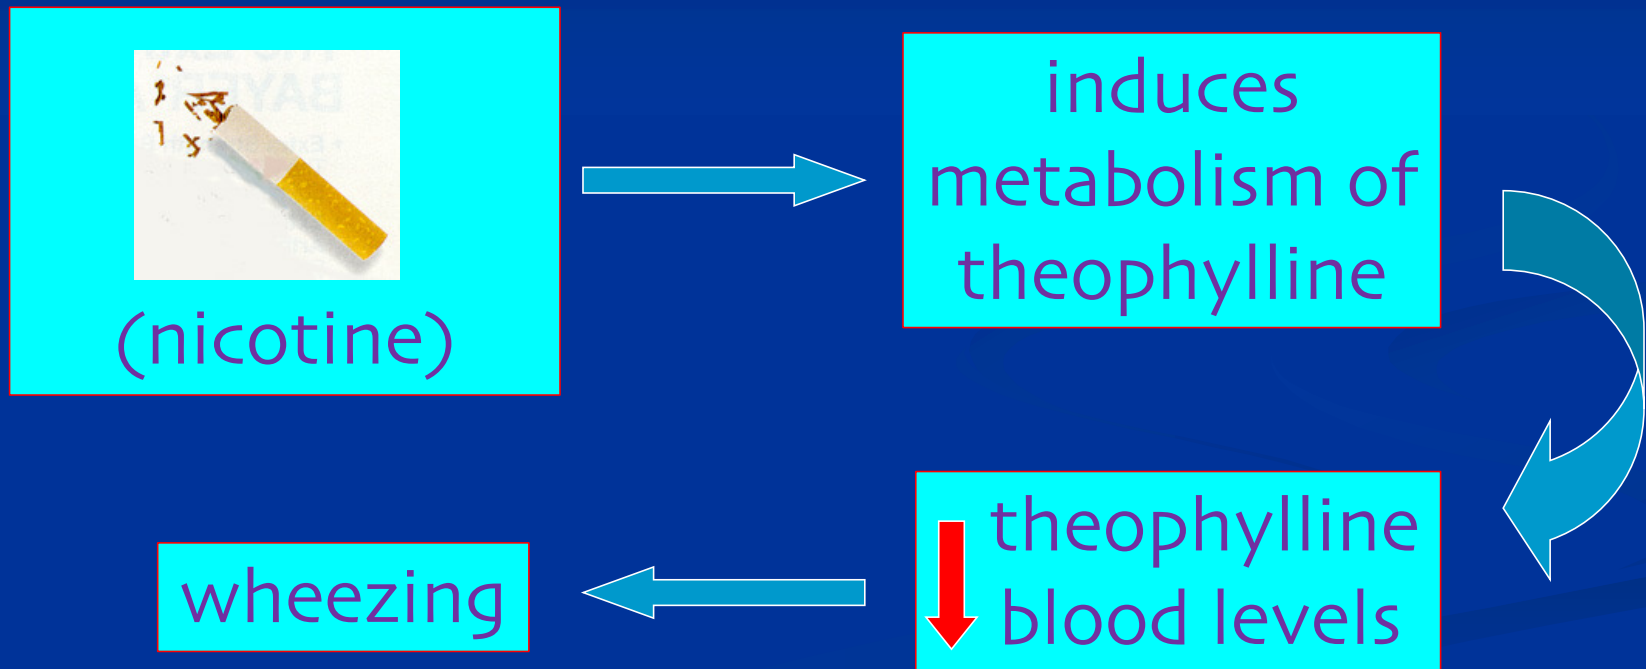 (nicotine)
induces
metabolism of
theophylline
theophylline
blood levels
wheezing